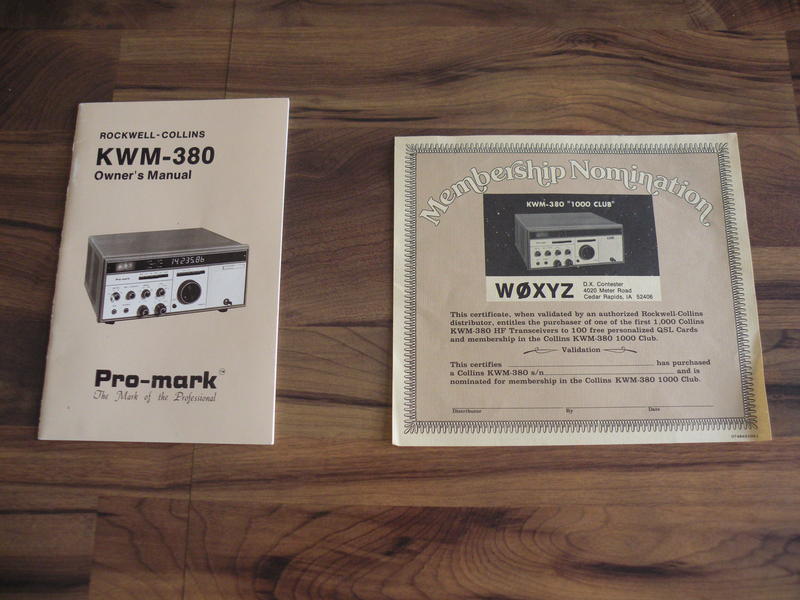 ROCKWELL-COLLINS
KWM-380
Owner's Manual
14.235.86
Pro-mark
Pro-mark™
The Mark of the Professional
Membership Nomination
KWM-380 "1000 CLUB"
WØXYZ
D.X. Contester
4020 Meter Road
Cedar Rapids, IA 52406
This certificate, when validated by an authorized Rockwell-Collins
distributor, entitles the purchaser of one of the first 1,000 Collins
KWM-380 HF Transceivers to 100 free personalized QSL Cards
and membership in the Collins KWM-380 1000 Club.
Validation
This certifies has purchased
a Collins KWM-380 s/n and is
nominated for membership in the Collins KWM-380 1000 Club.
Distributor By Date